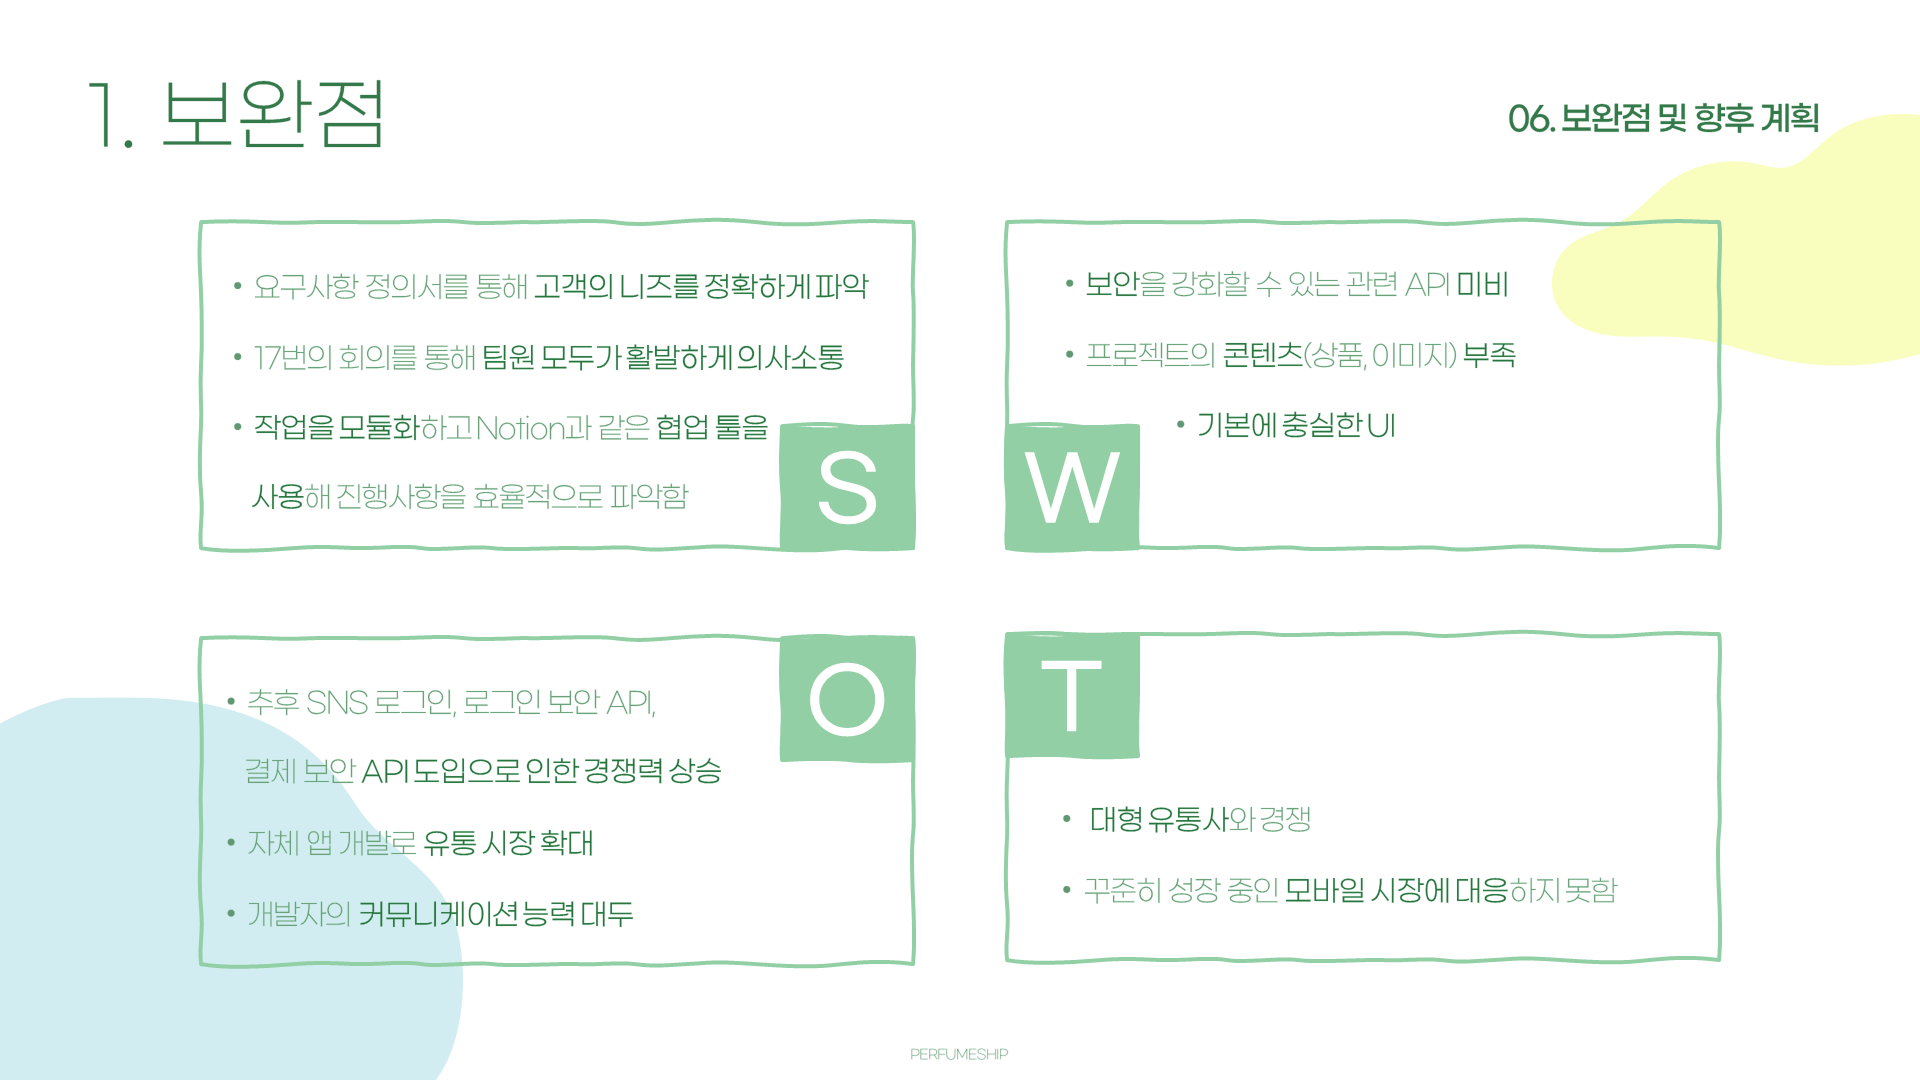 1. 보완점
06. 보완점 및 향후 계획
• 요구사항 정의서를 통해 고객의 니즈를 정확하게 파악
• 17번의 회의를 통해 팀원 모두가 활발하게 의사소통
• 작업을 모듈화하고 Notion과 같은 협업 툴을
사용해 진행사항을 효율적으로 파악함
S
• 보안을 강화할 수 있는 관련 API 미비
• 프로젝트의 콘텐츠(상품, 이미지) 부족
• 기본에 충실한 UI
W
O
• 추후 SNS 로그인, 로그인 보안 API,
결제 보안 API 도입으로 인한 경쟁력 상승
• 자체 앱 개발로 유통 시장 확대
• 개발자의 커뮤니케이션 능력 대두
T
• 대형 유통사와 경쟁
• 꾸준히 성장 중인 모바일 시장에 대응하지 못함
PERFUMESHIP